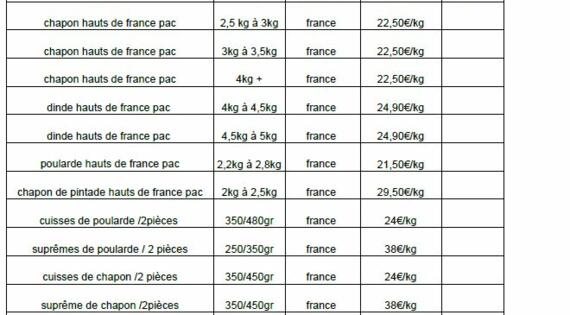 chapon hauts de france pac 2,5 kg à 3kg france 22,50€/kg
chapon hauts de france pac 3kg à 3,5kg france 22,50€/kg
chapon hauts de france pac 4kg + france 22,50€/kg
dinde hauts de france pac 4kg à 4,5kg france 24,90€/kg
dinde hauts de france pac 4,5kg à 5kg france 24,90€/kg
poularde hauts de france pac 2,2kg à 2,8kg france 21,50€/kg
chapon de pintade hauts de france pac 2kg à 2,5kg france 29,50€/kg
cuisses de poularde /2pièces 350/480gr france 24€/kg
suprêmes de poularde / 2 pièces 250/350gr france 38€/kg
cuisses de chapon /2 pièces 350/450gr france 24€/kg
suprême de chapon /2pièces 350/450gr france 38€/kg